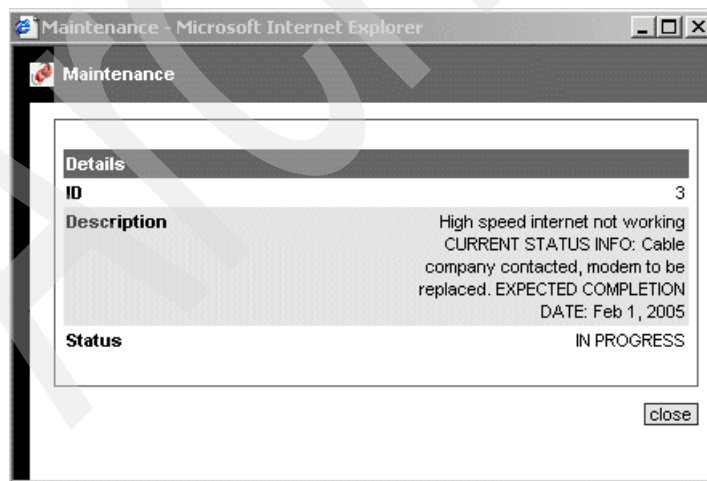 Maintenance - Microsoft Internet Explorer
Maintenance
Details
ID 3
Description High speed internet not working
CURRENT STATUS INFO: Cable
company contacted, modem to be
replaced. EXPECTED COMPLETION
DATE: Feb 1, 2005
Status IN PROGRESS
close